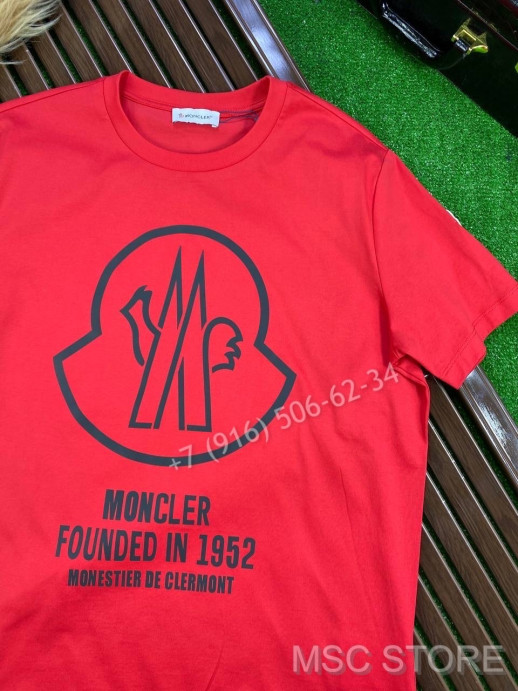 MONCLER
MONCLER
FOUNDED IN 1952
MONESTIER DE CLERMONT
+7 (916) 506-62-34
MSC STORE